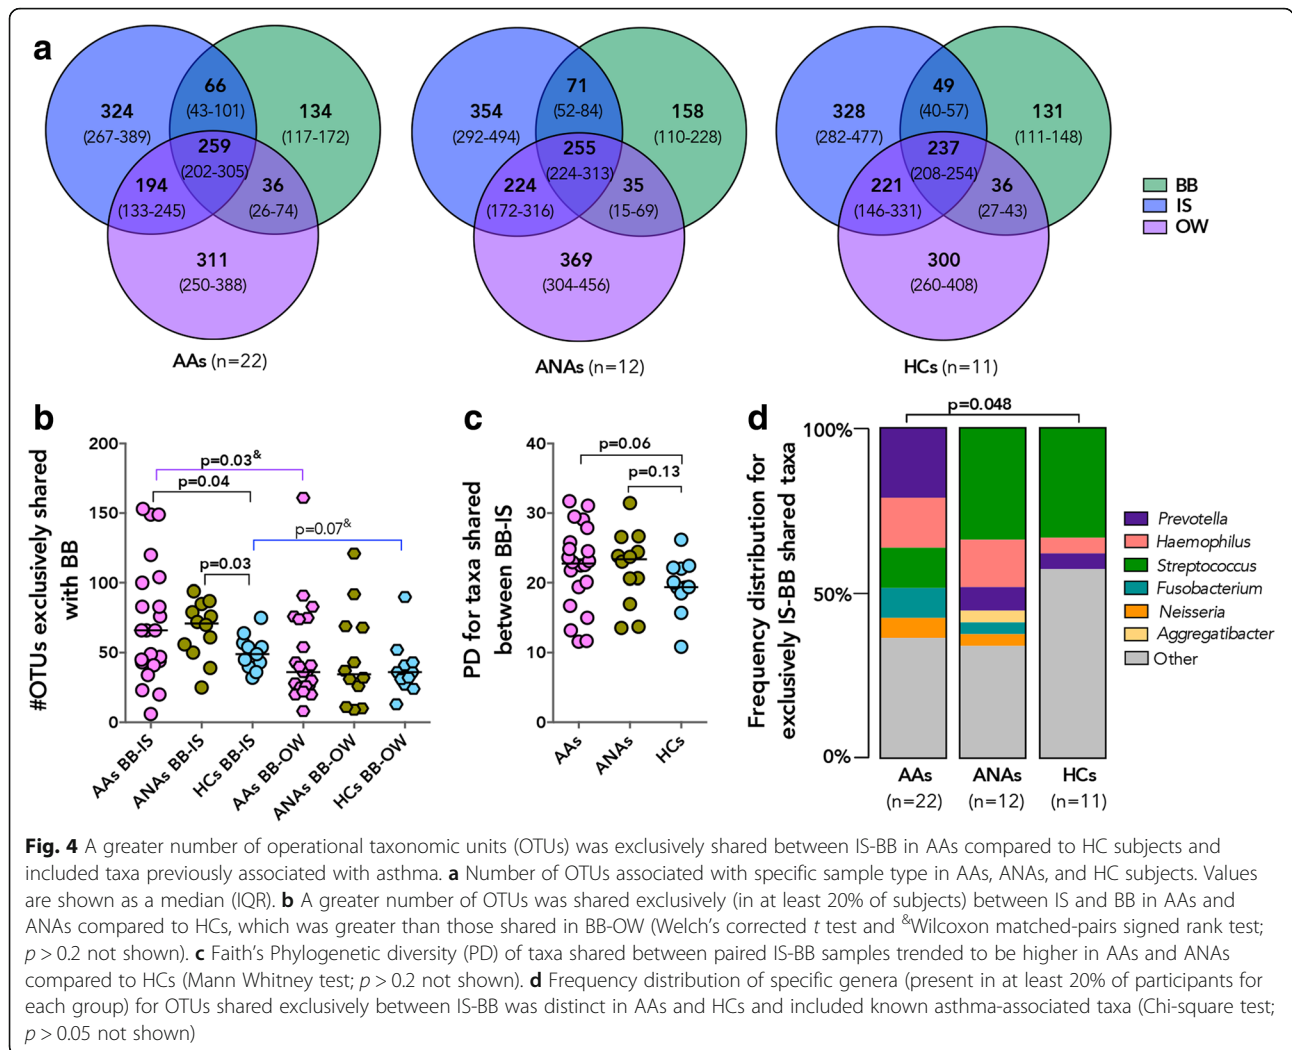 a
66
(43-101)
324
(267-389)
134
(117-172)
259
(202-305)
194
(133-245)
36
(26-74)
311
(250-388)
AAs (n=22)
71
(52-84)
354
(292-494)
158
(110-228)
255
(224-313)
224
(172-316)
35
(15-69)
369
(304-456)
ANAs (n=12)
49
(40-57)
328
(282-477)
131
(111-148)
237
(208-254)
221
(146-331)
36
(27-43)
300
(260-408)
HCs (n=11)
BB
IS
OW
b
#OTUs exclusively shared
with BB
200
150
100
50
0
p=0.03&
p=0.04
p=0.03
p=0.07&
AAs BB-IS
ANAs BB-IS
HCs BB-IS
AAs BB-OW
ANAs BB-OW
HCs BB-OW
c
PD for taxa shared
between BB-IS
40
30
20
10
0
p=0.06
p=0.13
AAs
ANAs
HCs
d
Frequency distribution for
exclusively IS-BB shared taxa
100%
50%
0%
p=0.048
AAs
(n=22)
ANAs
(n=12)
HCs
(n=11)
Prevotella
Haemophilus
Streptococcus
Fusobacterium
Neisseria
Aggregatibacter
Other
Fig. 4 A greater number of operational taxonomic units (OTUs) was exclusively shared between IS-BB in AAs compared to HC subjects and
included taxa previously associated with asthma. a Number of OTUs associated with specific sample type in AAs, ANAs, and HC subjects. Values
are shown as a median (IQR). b A greater number of OTUs was shared exclusively (in at least 20% of subjects) between IS and BB in AAs and
ANAs compared to HCs, which was greater than those shared in BB-OW (Welch's corrected t test and &Wilcoxon matched-pairs signed rank test;
p > 0.2 not shown). c Faith's Phylogenetic diversity (PD) of taxa shared between paired IS-BB samples trended to be higher in AAs and ANAs
compared to HCs (Mann Whitney test; p > 0.2 not shown). d Frequency distribution of specific genera (present in at least 20% of participants for
each group) for OTUs shared exclusively between IS-BB was distinct in AAs and HCs and included known asthma-associated taxa (Chi-square test;
p > 0.05 not shown)